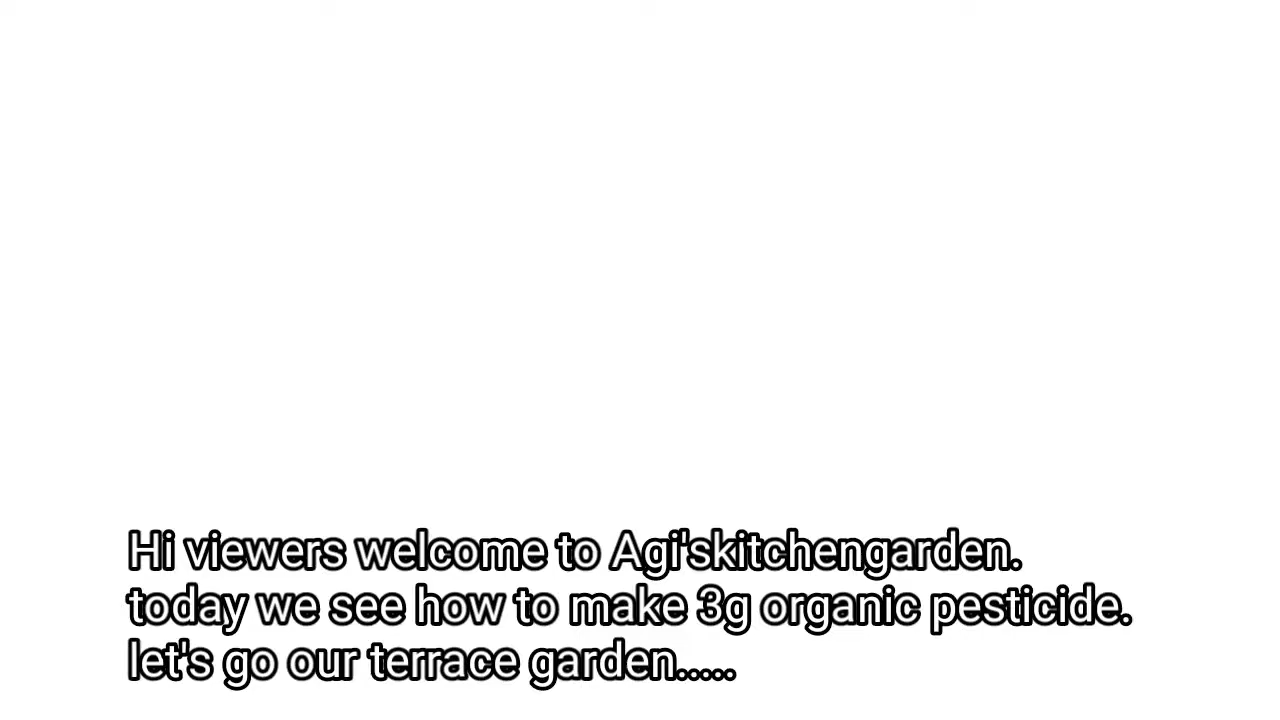 Hi viewers welcome to Agi'skitchengarden.
today we see how to make 3g organic pesticide.
let's go our terrace garden.....